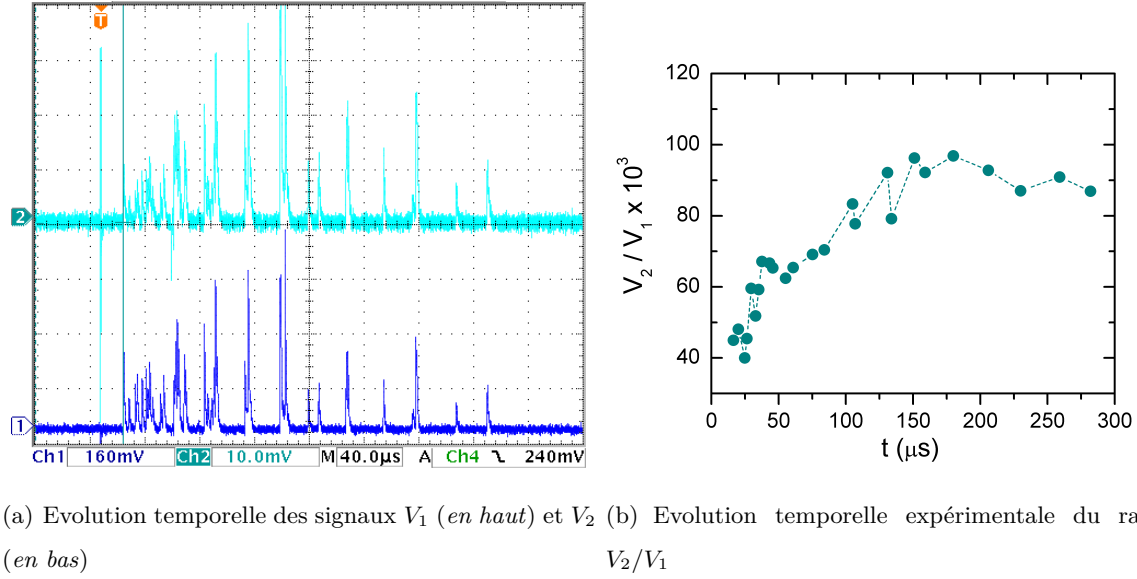 T
2
1
Ch1 160mV Ch2 10.0mV M 40.0µs A Ch4 240mV
120
100
80
60
40
V2 / V1 x 10³
0 50 100 150 200 250 300
t (µs)
(a) Evolution temporelle des signaux V1 (en haut) et V2
(en bas)
(b) Evolution temporelle expérimentale du ra
V2/V1